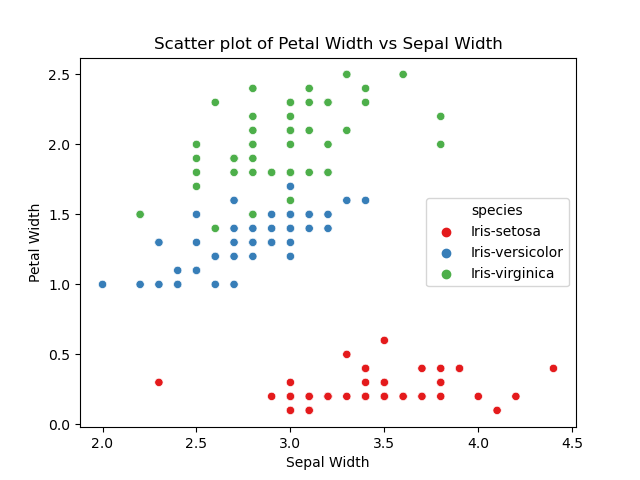 Scatter plot of Petal Width vs Sepal Width
2.5
2.0
1.5
1.0
0.5
0.0
Petal Width
species
Iris-setosa
Iris-versicolor
Iris-virginica
2.0 2.5 3.0 3.5 4.0 4.5
Sepal Width